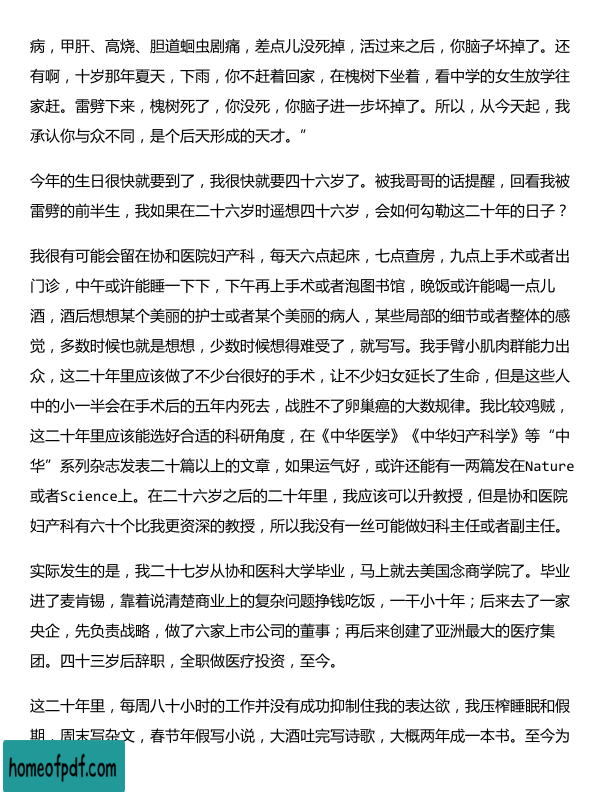 病，甲肝、高烧、胆道蛔虫剧痛，差点儿没死掉，活过来之后，你脑子坏掉了。还
有啊，十岁那年夏天，下雨，你不赶着回家，在槐树下坐着，看中学的女生放学往
家赶。雷劈下来，槐树死了，你没死，你脑子进一步坏掉了。所以，从今天起，我
承认你与众不同，是个后天形成的天才。”
今年的生日很快就要到了，我很快就要四十六岁了。被我哥哥的话提醒，回看我被
雷劈的前半生，我如果在二十六岁时遥想四十六岁，会如何勾勒这二十年的日子？
我很有可能会留在协和医院妇产科，每天六点起床，七点查房，九点上手术或者出
门诊，中午或许能睡一下下，下午再上手术或者泡图书馆，晚饭或许能喝一点儿
酒，酒后想想某个美丽的护士或者某个美丽的病人，某些局部的细节或者整体的感
觉，多数时候也就是想想，少数时候想得难受了，就写写。我手臂小肌肉群能力出
众，这二十年里应该做了不少台很好的手术，让不少妇女延长了生命，但是这些人
中的小一半会在手术后的五年内死去，战胜不了卵巢癌的大数规律。我比较鸡贼，
这二十年里应该能选好合适的科研角度，在《中华医学》《中华妇产科学》等“中
华”系列杂志发表二十篇以上的文章，如果运气好，或许还能有一两篇发在Nature
或者Science上。在二十六岁之后的二十年里，我应该可以升教授，但是协和医院
妇产科有六十个比我更资深的教授，所以我没有一丝可能做妇科主任或者副主任。
实际发生的是，我二十七岁从协和医科大学毕业，马上就去美国念商学院了。毕业
进了麦肯锡，靠着说清楚商业上的复杂问题挣钱吃饭，一干小十年；后来去了一家
央企，先负责战略，做了六家上市公司的董事；再后来创建了亚洲最大的医疗集
团。四十三岁后辞职，全职做医疗投资，至今。
这二十年里，每周八十小时的工作并没有成功抑制住我的表达欲，我压榨睡眠和假
期，周末写杂文，春节年假写小说，大酒吐完写诗歌，大概两年成一本书。至今为
homeofpdf.com